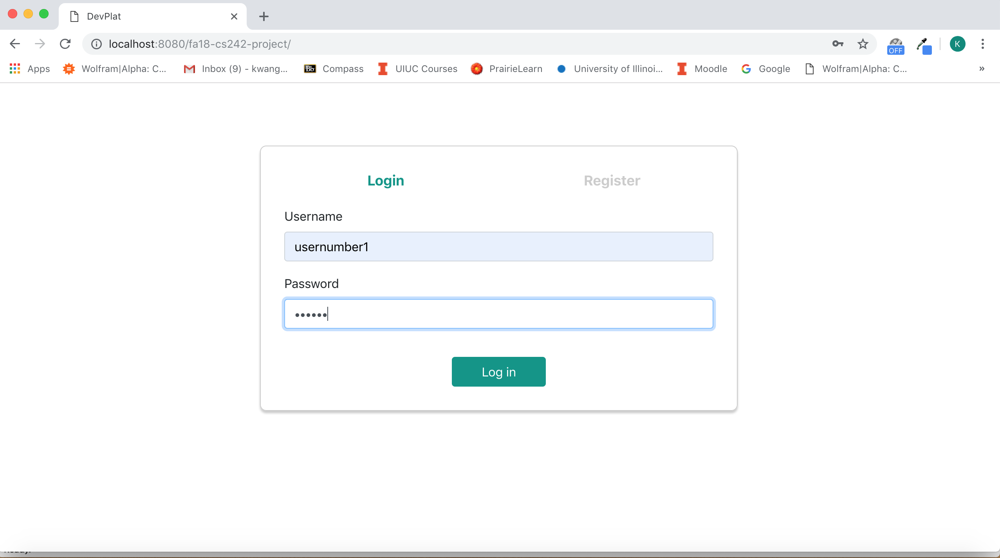 DevPlat
localhost:8080/fa18-cs242-project/
OFF
K
Apps
Wolfram|Alpha: C...
Inbox (9) - kwang...
Bb
Compass
UIUC Courses
PrairieLearn
University of Illinoi...
Moodle
Google
Wolfram|Alpha: C...
»
Login
Register
Username
usernumber1
Password
••••••
Log in